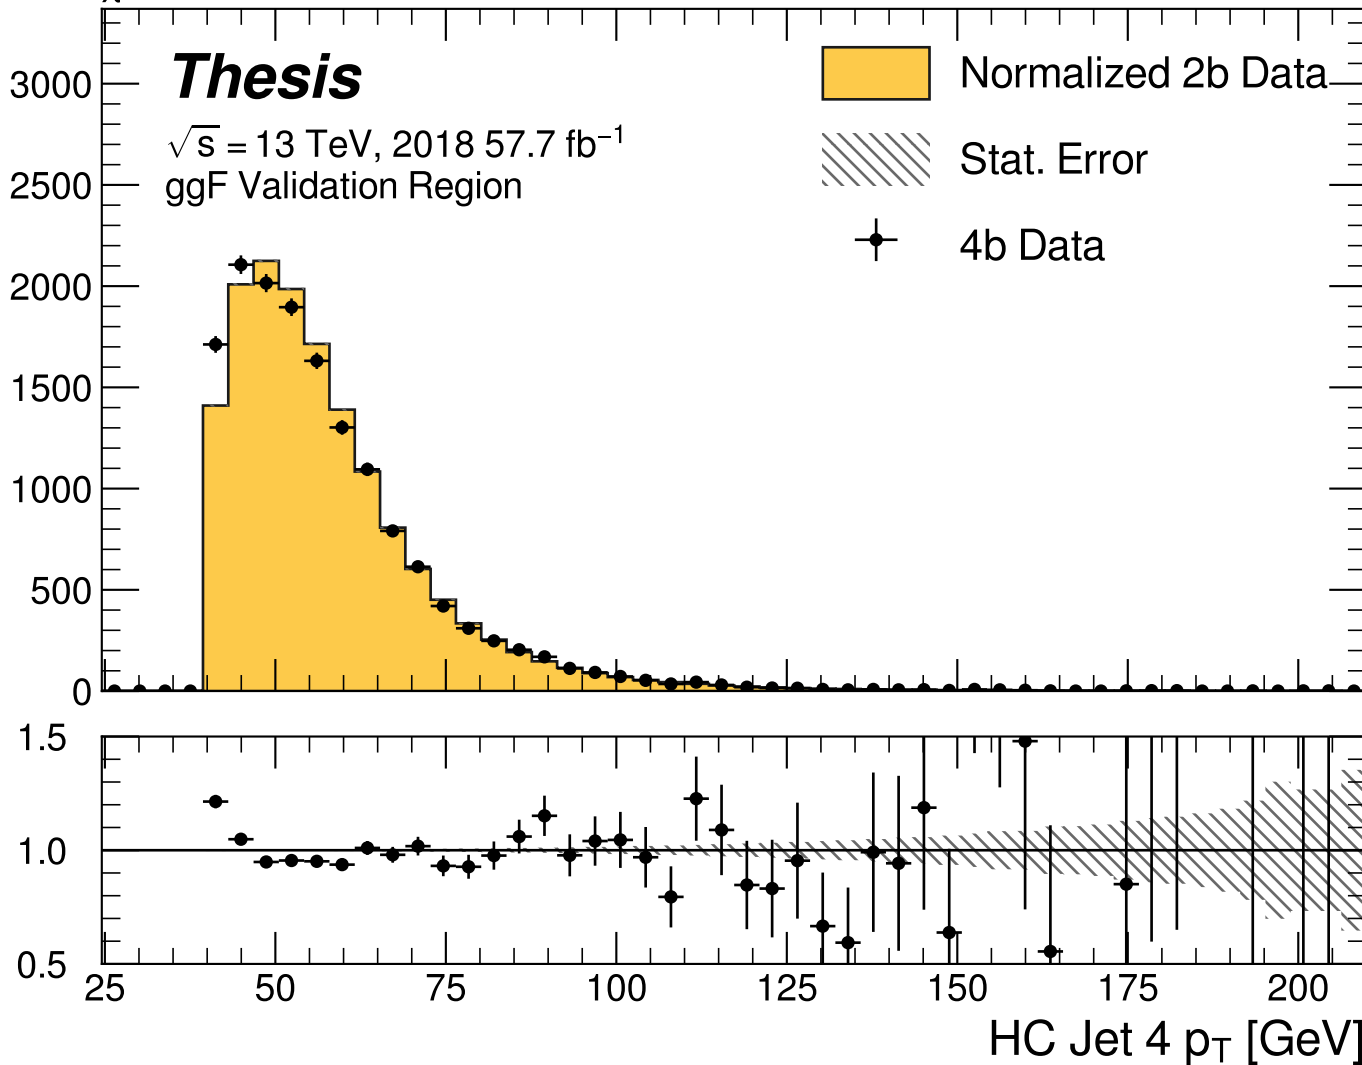 Thesis
√s = 13 TeV, 2018 57.7 fb⁻¹
ggF Validation Region
Normalized 2b Data
Stat. Error
4b Data
3000
2500
2000
1500
1000
500
0
1.5
1.0
0.5
25 50 75 100 125 150 175 200
HC Jet 4 p_T [GeV]